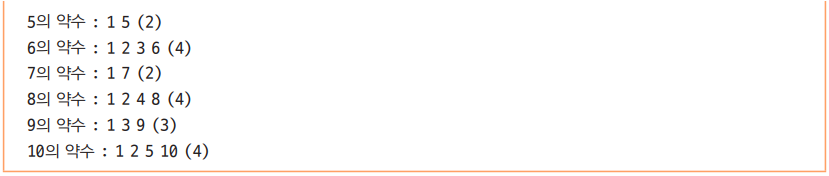 5의 약수 : 1 5 (2)
6의 약수 : 1 2 3 6 (4)
7의 약수 : 1 7 (2)
8의 약수 : 1 2 4 8 (4)
9의 약수 : 1 3 9 (3)
10의 약수 : 1 2 5 10 (4)